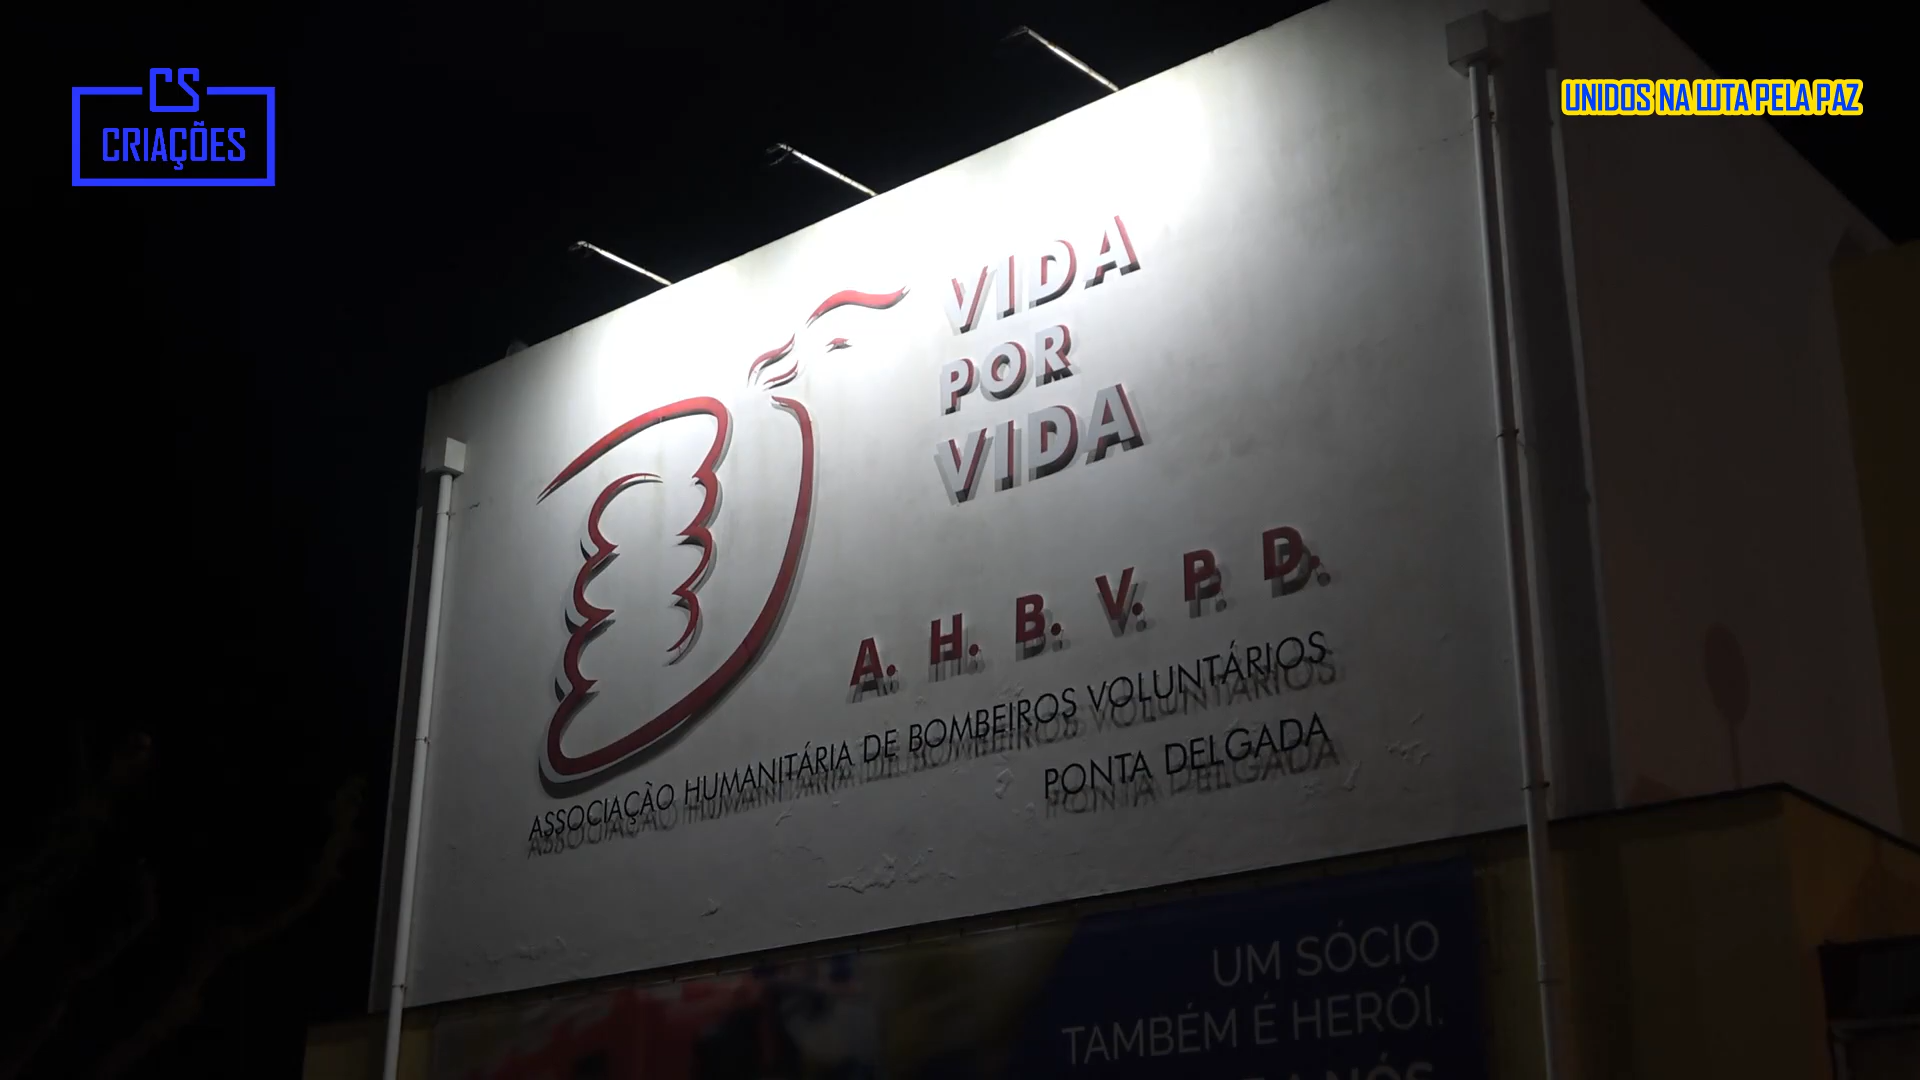 CS
CRIAÇÕES
UNIDOS NA LUTA PELA PAZ
VIDA
POR
VIDA
A. H. B. V. P. D.
ASSOCIAÇÃO HUMANITÁRIA DE BOMBEIROS VOLUNTÁRIOS
PONTA DELGADA
UM SÓCIO
TAMBÉM É HERÓI.